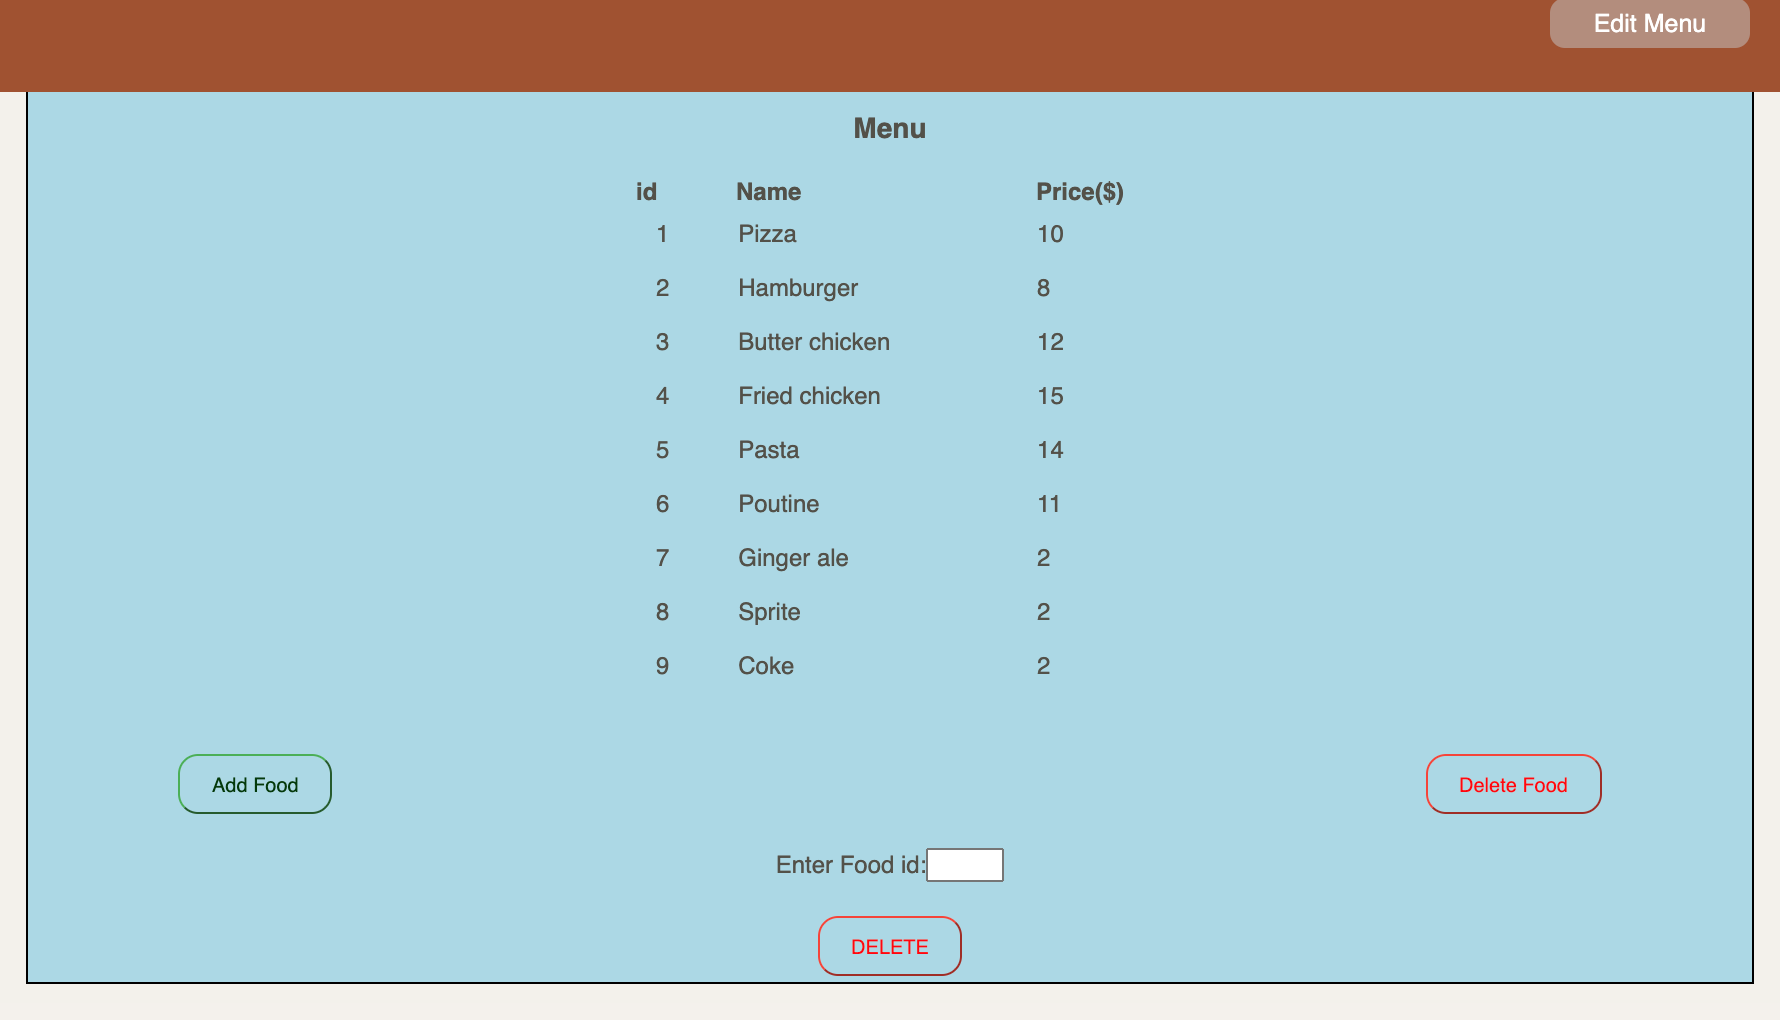 Edit Menu
Menu
id Name Price($)
1 Pizza 10
2 Hamburger 8
3 Butter chicken 12
4 Fried chicken 15
5 Pasta 14
6 Poutine 11
7 Ginger ale 2
8 Sprite 2
9 Coke 2
Add Food Delete Food
Enter Food id:
DELETE